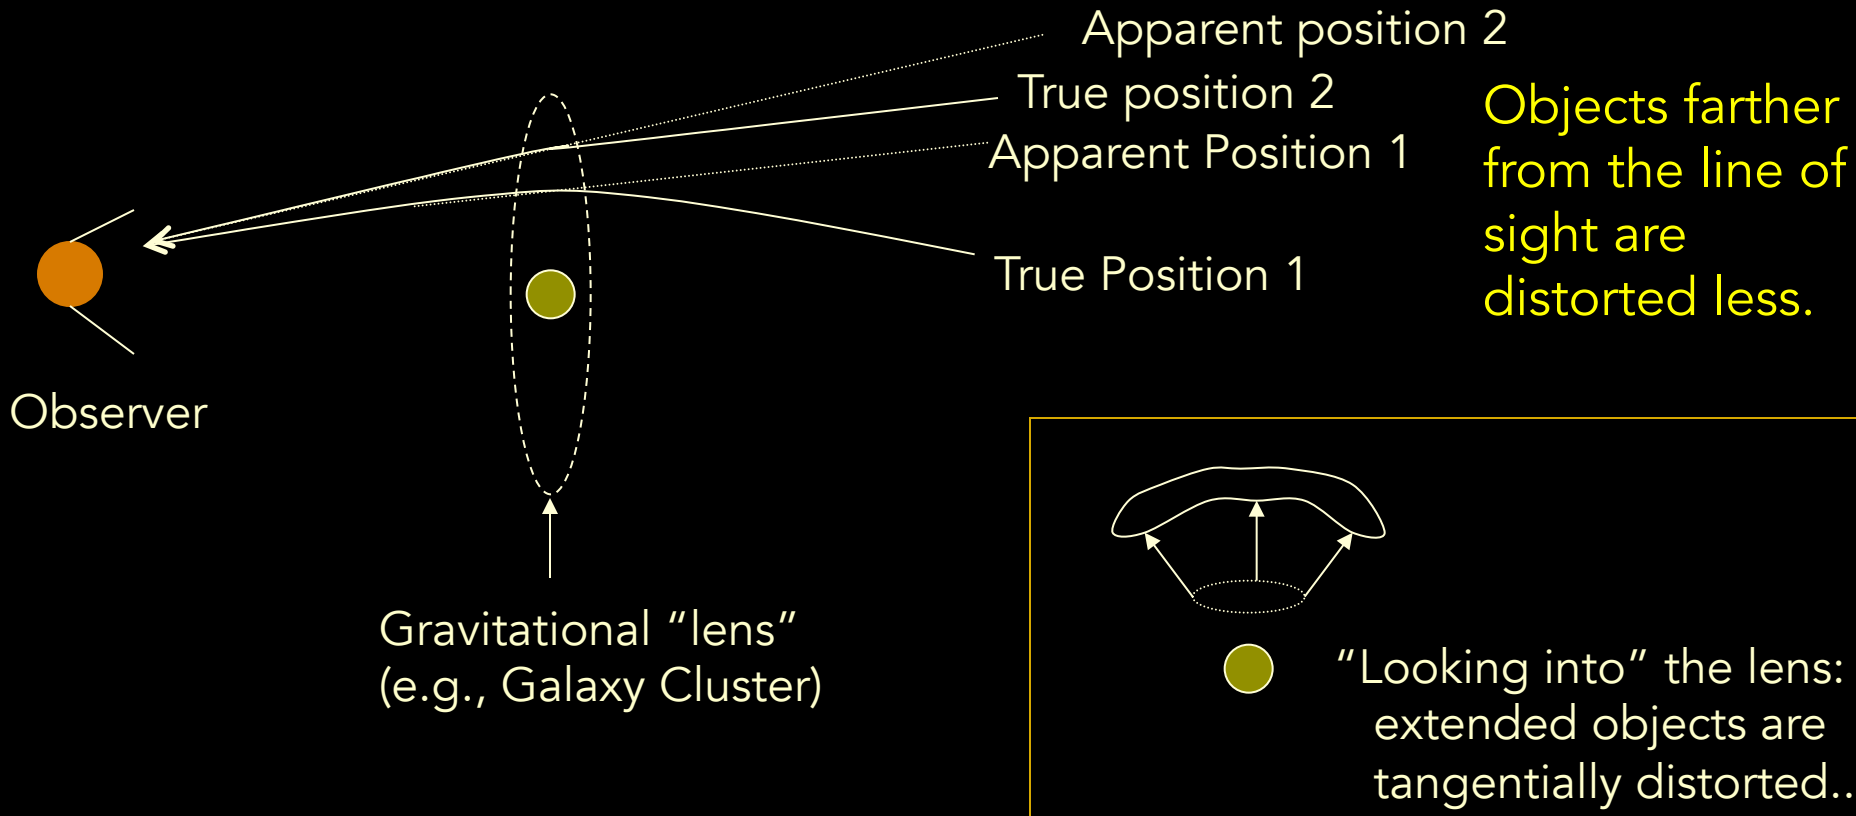 Apparent position 2
True position 2
Apparent Position 1
True Position 1
Objects farther
from the line of
sight are
distorted less.
Observer
Gravitational “lens”
(e.g., Galaxy Cluster)
“Looking into” the lens:
extended objects are
tangentially distorted..